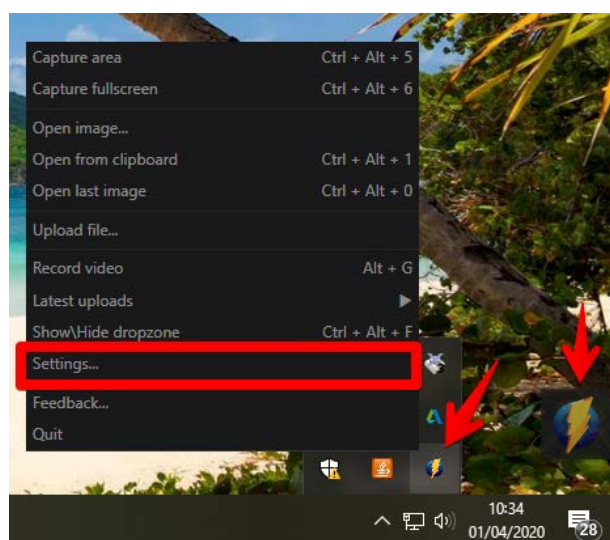 Capture area Ctrl + Alt + 5
Capture fullscreen Ctrl + Alt + 6
Open image...
Open from clipboard Ctrl + Alt + 1
Open last image Ctrl + Alt + 0
Upload file...
Record video Alt + G
Latest uploads
Show\Hide dropzone Ctrl + Alt + F
Settings...
Feedback...
Quit
10:34
01/04/2020
28